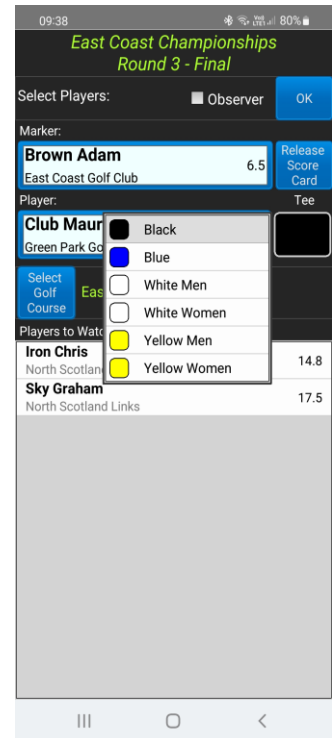 09:38 80%
East Coast Championships
Round 3 - Final
Select Players: Observer OK
Marker:
Brown Adam 6.5
East Coast Golf Club
Release
Score
Card
Player: Tee
Club Maur
Green Park Go
Black
Blue
White Men
White Women
Yellow Men
Yellow Women
Select
Golf
Course
Eas
Players to Watc
Iron Chris 14.8
North Scotlan
Sky Graham 17.5
North Scotland Links